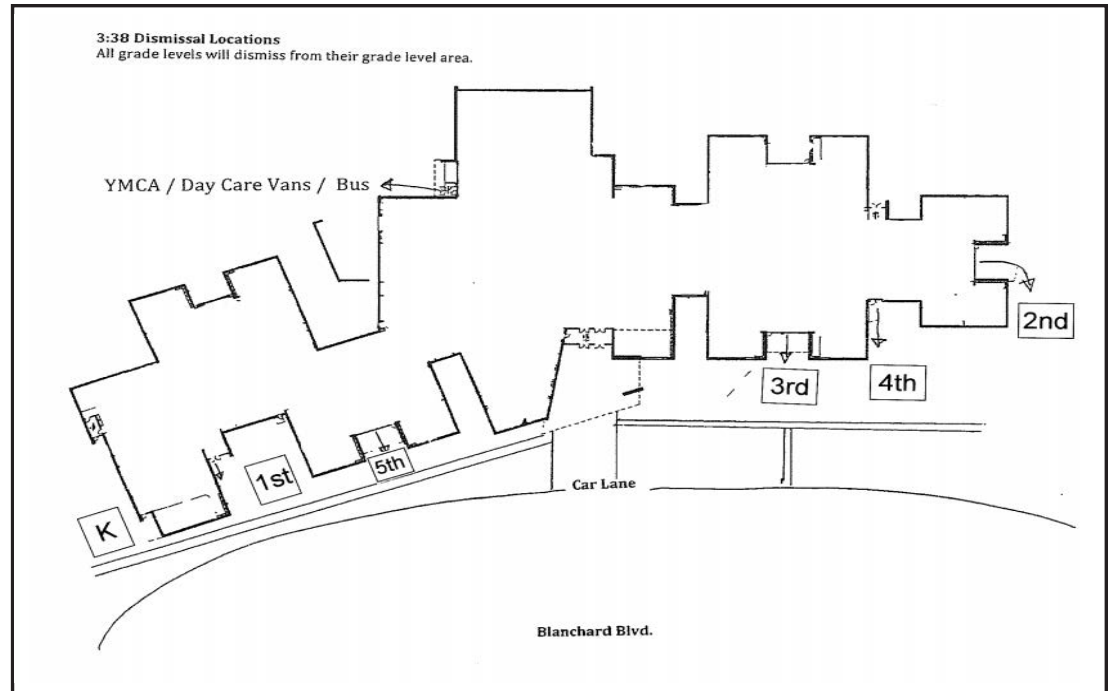 3:38 Dismissal Locations
All grade levels will dismiss from their grade level area.
YMCA / Day Care Vans / Bus
2nd
4th
3rd
5th
1st
K
Car Lane
Blanchard Blvd.